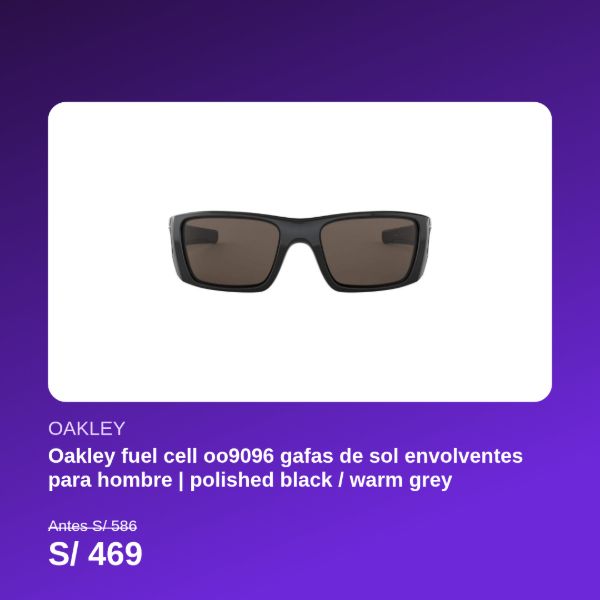 OAKLEY
Oakley fuel cell oo9096 gafas de sol envolventes
para hombre | polished black / warm grey
Antes S/ 586
S/ 469